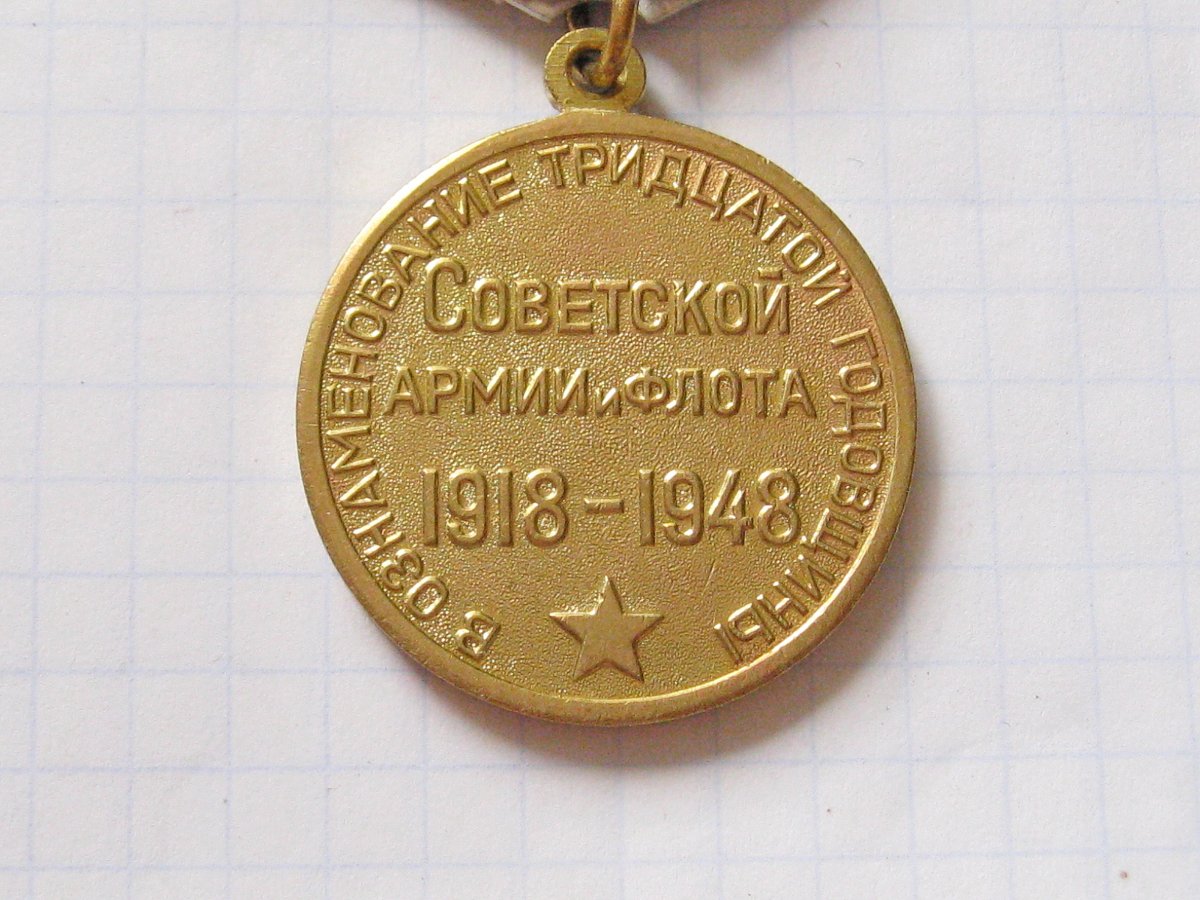 В ОЗНАМЕНОВАНИЕ ТРИДЦАТОЙ ГОДОВЩИНЫ
СОВЕТСКОЙ
АРМИИ и ФЛОТА
1918-1948